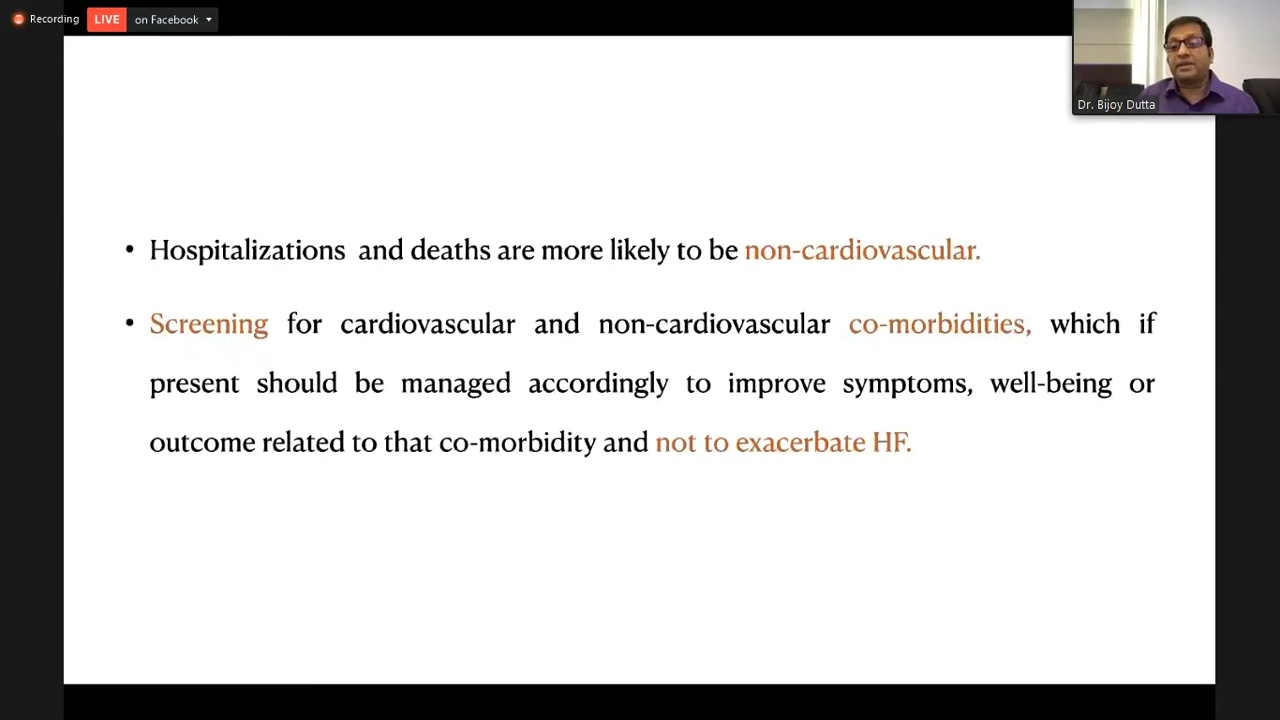 Recording
LIVE on Facebook
Dr. Bijoy Dutta
• Hospitalizations and deaths are more likely to be non-cardiovascular.
• Screening for cardiovascular and non-cardiovascular co-morbidities, which if
present should be managed accordingly to improve symptoms, well-being or
outcome related to that co-morbidity and not to exacerbate HF.